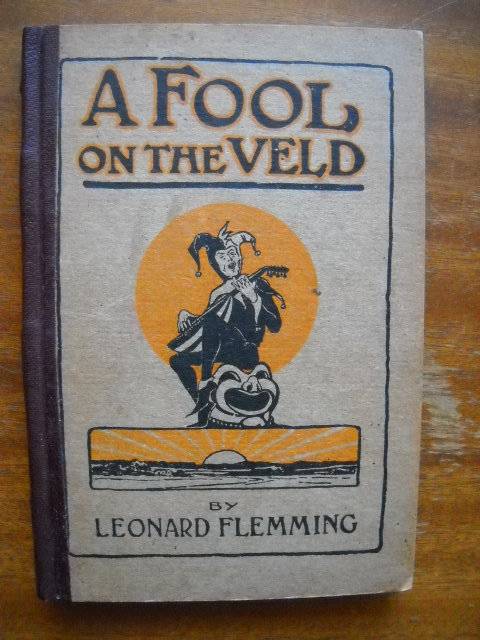 A FOOL
ON THE VELD
BY
LEONARD FLEMMING